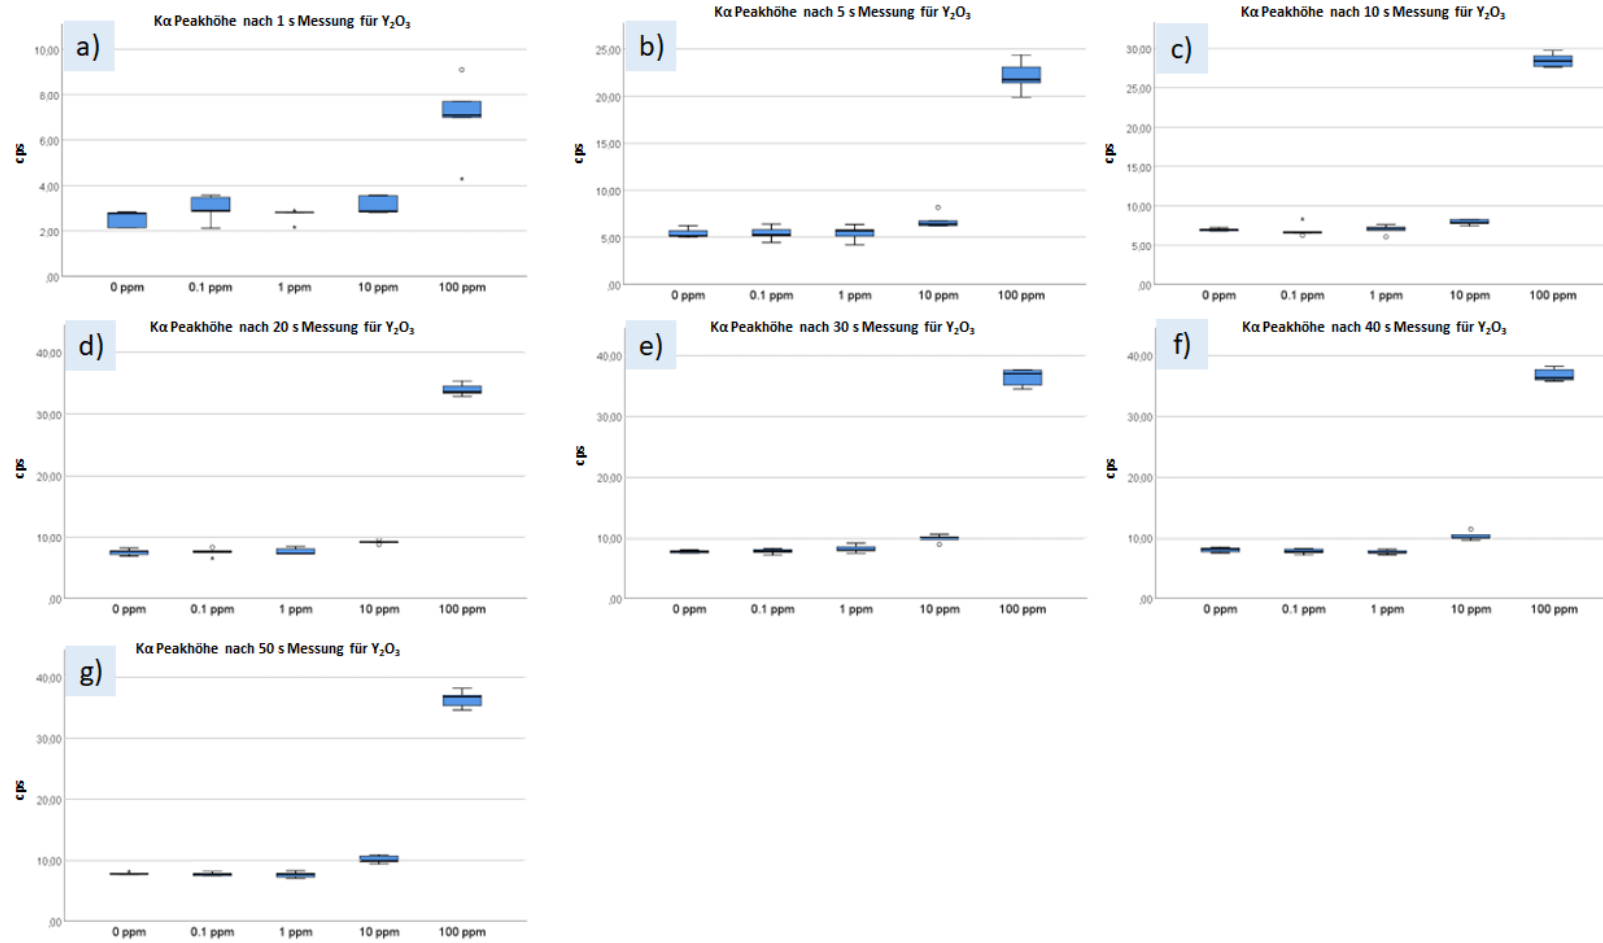 a)
Kα Peakhöhe nach 1 s Messung für Y₂O₃
cps
10,00
8,00
6,00
4,00
2,00
,00
0 ppm 0.1 ppm 1 ppm 10 ppm 100 ppm
b)
Kα Peakhöhe nach 5 s Messung für Y₂O₃
cps
25,00
20,00
15,00
10,00
5,00
,00
0 ppm 0.1 ppm 1 ppm 10 ppm 100 ppm
c)
Kα Peakhöhe nach 10 s Messung für Y₂O₃
cps
30,00
25,00
20,00
15,00
10,00
5,00
,00
0 ppm 0.1 ppm 1 ppm 10 ppm 100 ppm
d)
Kα Peakhöhe nach 20 s Messung für Y₂O₃
cps
40,00
30,00
20,00
10,00
,00
0 ppm 0.1 ppm 1 ppm 10 ppm 100 ppm
e)
Kα Peakhöhe nach 30 s Messung für Y₂O₃
cps
40,00
30,00
20,00
10,00
,00
0 ppm 0.1 ppm 1 ppm 10 ppm 100 ppm
f)
Kα Peakhöhe nach 40 s Messung für Y₂O₃
cps
40,00
30,00
20,00
10,00
,00
0 ppm 0.1 ppm 1 ppm 10 ppm 100 ppm
g)
Kα Peakhöhe nach 50 s Messung für Y₂O₃
cps
40,00
30,00
20,00
10,00
,00
0 ppm 0.1 ppm 1 ppm 10 ppm 100 ppm